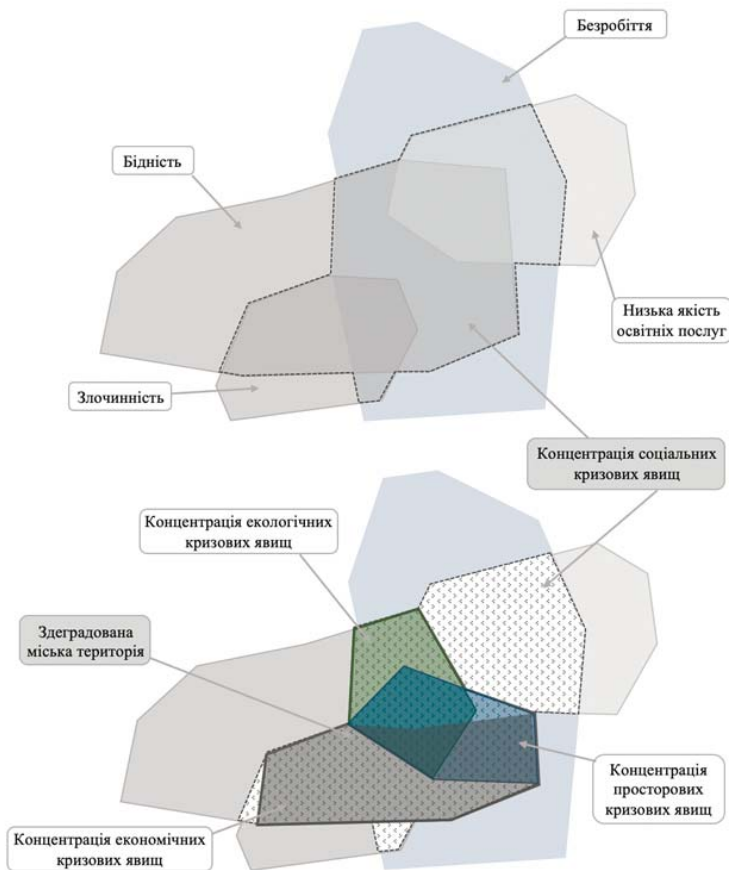 Безробіття
Бідність
Низька якість
освітніх послуг
Злочинність
Концентрація соціальних
кризових явищ
Концентрація екологічних
кризових явищ
Здеградована
міська територія
Концентрація
просторових
кризових явищ
Концентрація економічних
кризових явищ